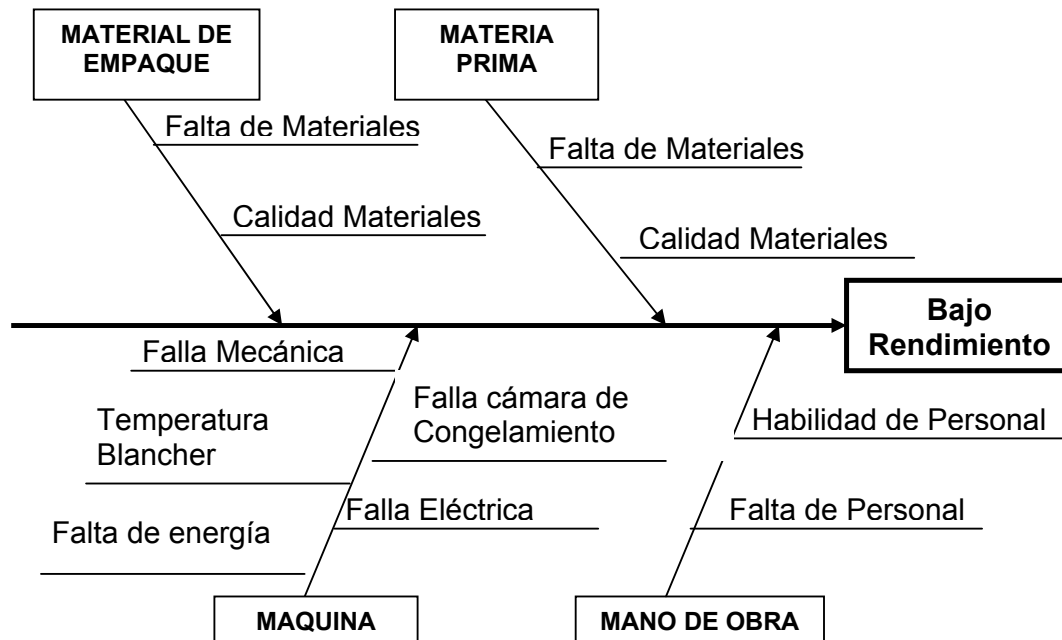 MATERIAL DE
EMPAQUE
MATERIA
PRIMA
Falta de Materiales
Falta de Materiales
Calidad Materiales
Calidad Materiales
Bajo
Rendimiento
Falla Mecánica
Falla cámara de
Congelamiento
Temperatura
Blancher
Habilidad de Personal
Falla Eléctrica
Falta de Personal
Falta de energía
MAQUINA
MANO DE OBRA